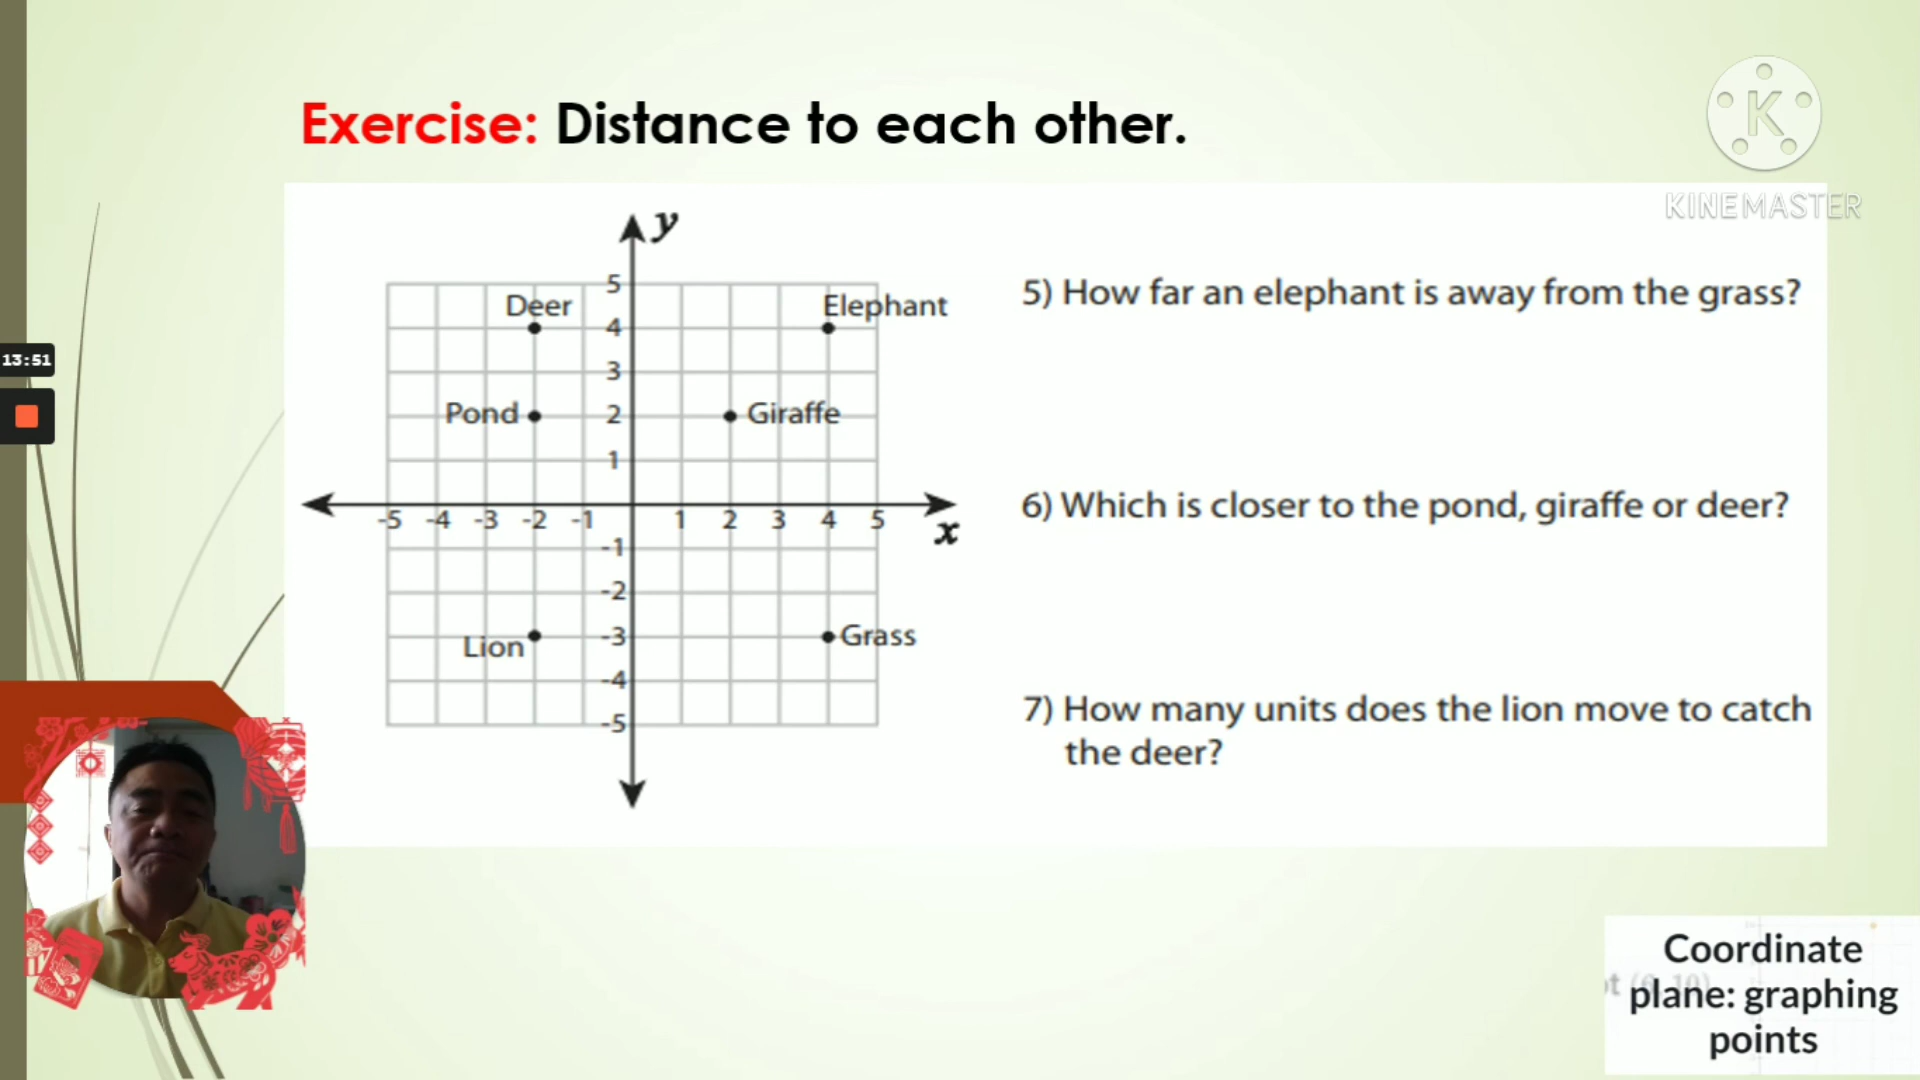 Exercise: Distance to each other.
K
KINEMASTER
y
5
Deer
Elephant
4
3
Pond
2
Giraffe
1
-5 -4 -3 -2 -1 1 2 3 4 5
x
-1
-2
Lion
-3
Grass
-4
-5
5) How far an elephant is away from the grass?
6) Which is closer to the pond, giraffe or deer?
7) How many units does the lion move to catch
the deer?
13:51
Coordinate
plane: graphing
points